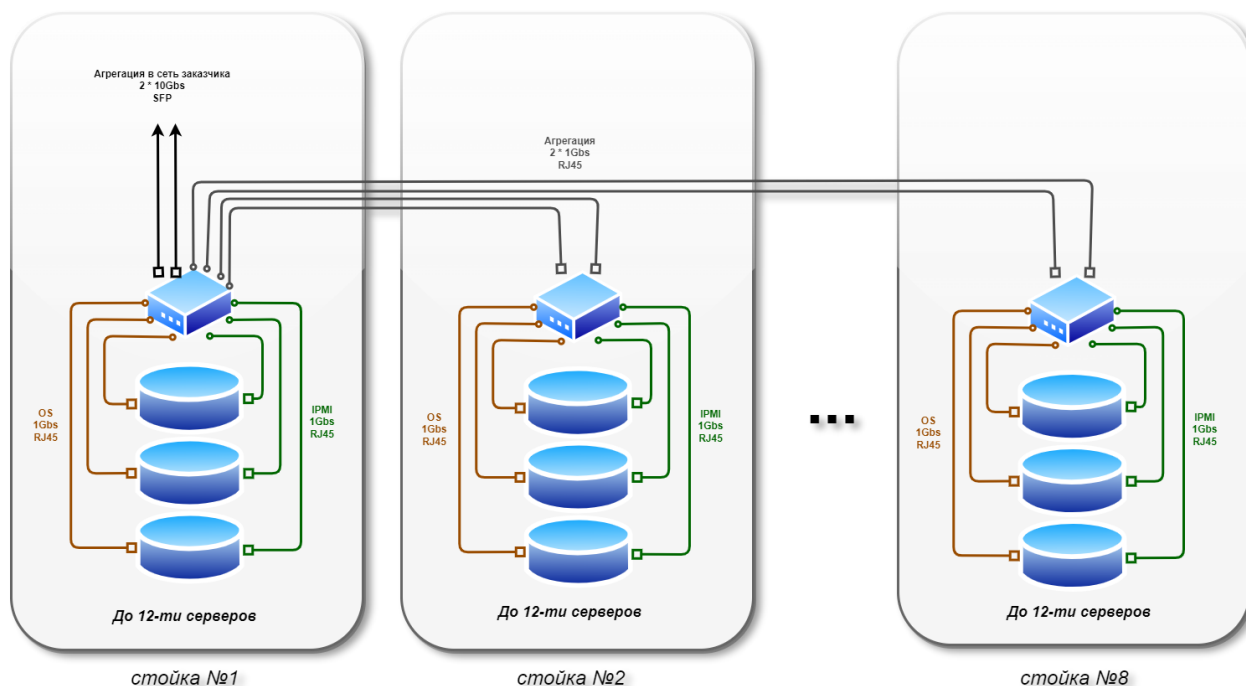 Агрегация в сеть заказчика
2 * 10Gbs
SFP
Агрегация
2 * 1Gbs
RJ45
OS
1Gbs
RJ45
IPMI
1Gbs
RJ45
OS
1Gbs
RJ45
IPMI
1Gbs
RJ45
...
OS
1Gbs
RJ45
IPMI
1Gbs
RJ45
До 12-ти серверов
До 12-ти серверов
До 12-ти серверов
стойка №1
стойка №2
стойка №8